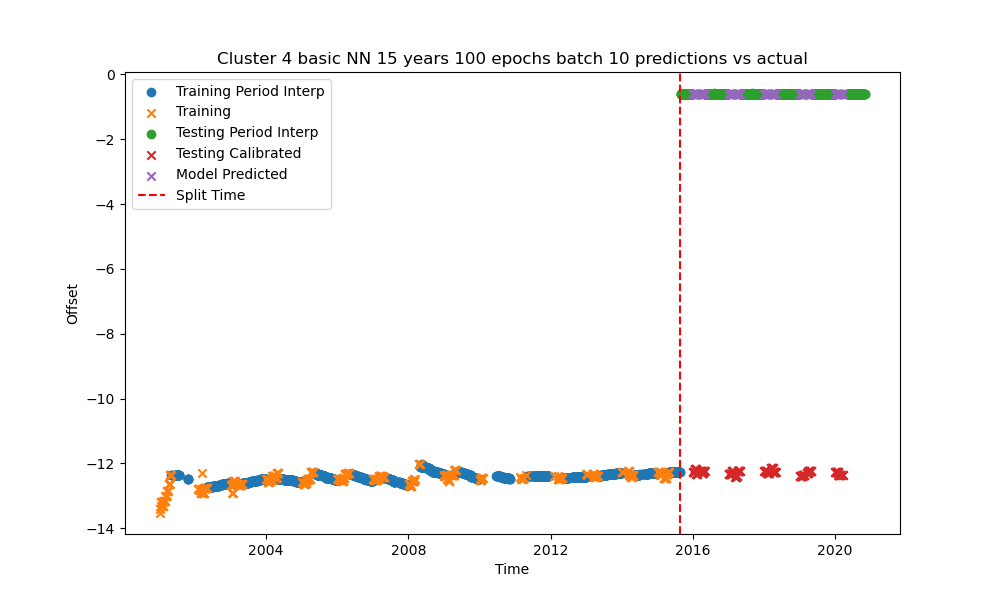 Cluster 4 basic NN 15 years 100 epochs batch 10 predictions vs actual
Training Period Interp
Training
Testing Period Interp
Testing Calibrated
Model Predicted
Split Time
Offset
0
−2
−4
−6
−8
−10
−12
−14
2004
2008
2012
2016
2020
Time